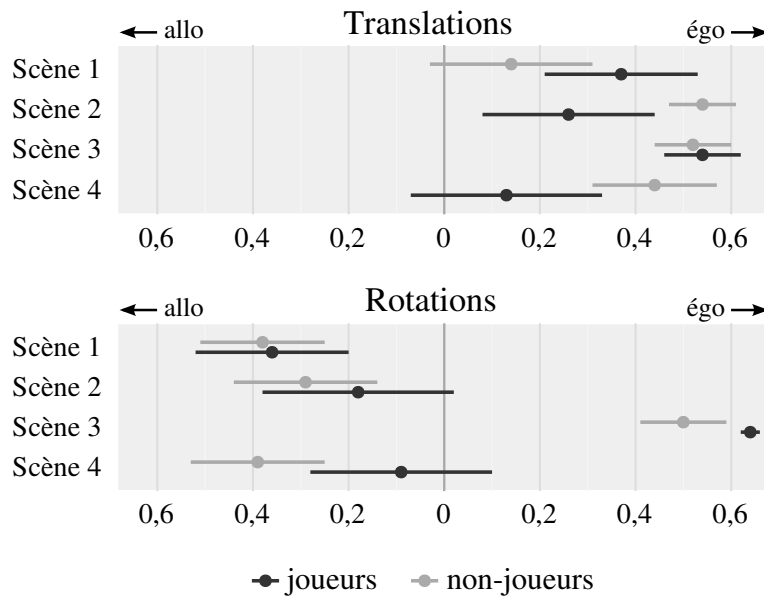 allo Translations égo
Scène 1
Scène 2
Scène 3
Scène 4
0,6 0,4 0,2 0 0,2 0,4 0,6
allo Rotations égo
Scène 1
Scène 2
Scène 3
Scène 4
0,6 0,4 0,2 0 0,2 0,4 0,6
joueurs non-joueurs